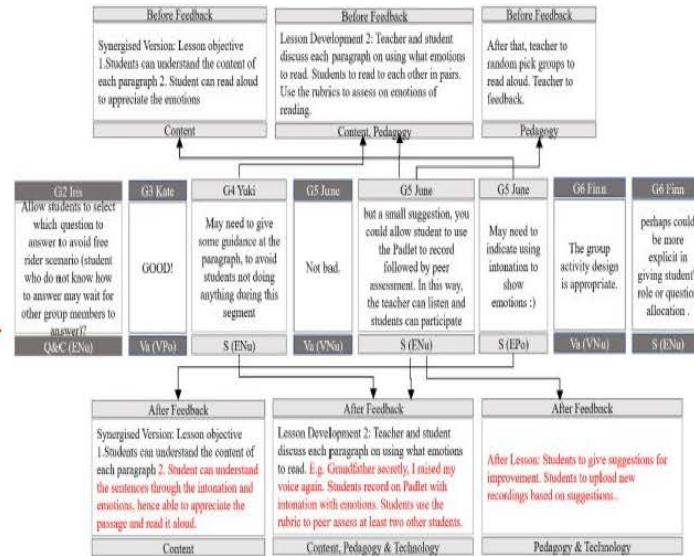 Before Feedback
Synergised Version: Lesson objective
1.Students can understand the content of
each paragraph 2. Student can read aloud
to appreciate the emotions
Content
Before Feedback
Lesson Development 2: Teacher and student
discuss each paragraph on using what emotions
to read. Students to read to each other in pairs.
Use the rubrics to assess on emotions of
reading.
Content, Pedagogy
Before Feedback
After that, teacher to
random pick groups to
read aloud. Teacher to
feedback.
Pedagogy
G2 Iris
Allow students to select
which question to
answer to avoid free
rider scenario (student
who do not know how
to answer may wait for
other group members to
answer)?
Q&C (ENu)
G3 Kate
GOOD!
Va (VPo)
G4 Yuki
May need to give
some guidance at the
paragraph, to avoid
students not doing
anything during this
segment
S (ENu)
G5 June
Not bad.
Va (VNu)
G5 June
but a small suggestion, you
could allow student to use
the Padlet to record
followed by peer
assessment. In this way,
the teacher can listen and
students can participate
S (ENu)
G5 June
May need to
indicate using
intonation to
show
emotions :)
S (EPo)
G6 Finn
The group
activity design
is appropriate.
Va (VNu)
G6 Finn
perhaps could
be more
explicit in
giving student'
role or question
allocation .
S (ENu)
After Feedback
Synergised Version: Lesson objective
1.Students can understand the content of
each paragraph 2. Student can understand
the sentences through the intonation and
emotions, hence able to appreciate the
passage and read it aloud.
Content
After Feedback
Lesson Development 2: Teacher and student
discuss each paragraph on using what emotions
to read. E.g. Grandfather secretly, I raised my
voice again. Students record on Padlet with
intonation with emotions. Students use the
rubric to peer assess at least two other students.
Content, Pedagogy & Technology
After Feedback
After Lesson: Students to give suggestions for
improvement. Students to upload new
recordings based on suggestions..
Pedagogy & Technology